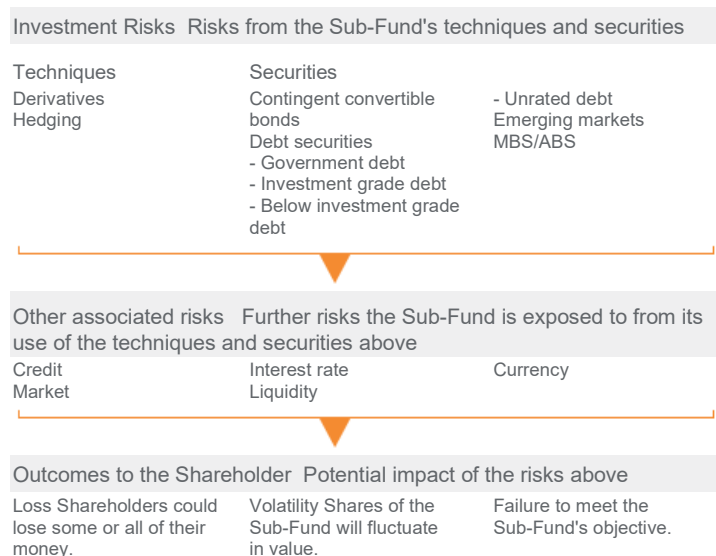 Investment Risks Risks from the Sub-Fund's techniques and securities
Techniques
Derivatives
Hedging
Securities
Contingent convertible
bonds
Debt securities
- Government debt
- Investment grade debt
- Below investment grade
debt
- Unrated debt
Emerging markets
MBS/ABS
Other associated risks Further risks the Sub-Fund is exposed to from its
use of the techniques and securities above
Credit
Market
Interest rate
Liquidity
Currency
Outcomes to the Shareholder Potential impact of the risks above
Loss Shareholders could
lose some or all of their
money.
Volatility Shares of the
Sub-Fund will fluctuate
in value.
Failure to meet the
Sub-Fund's objective.